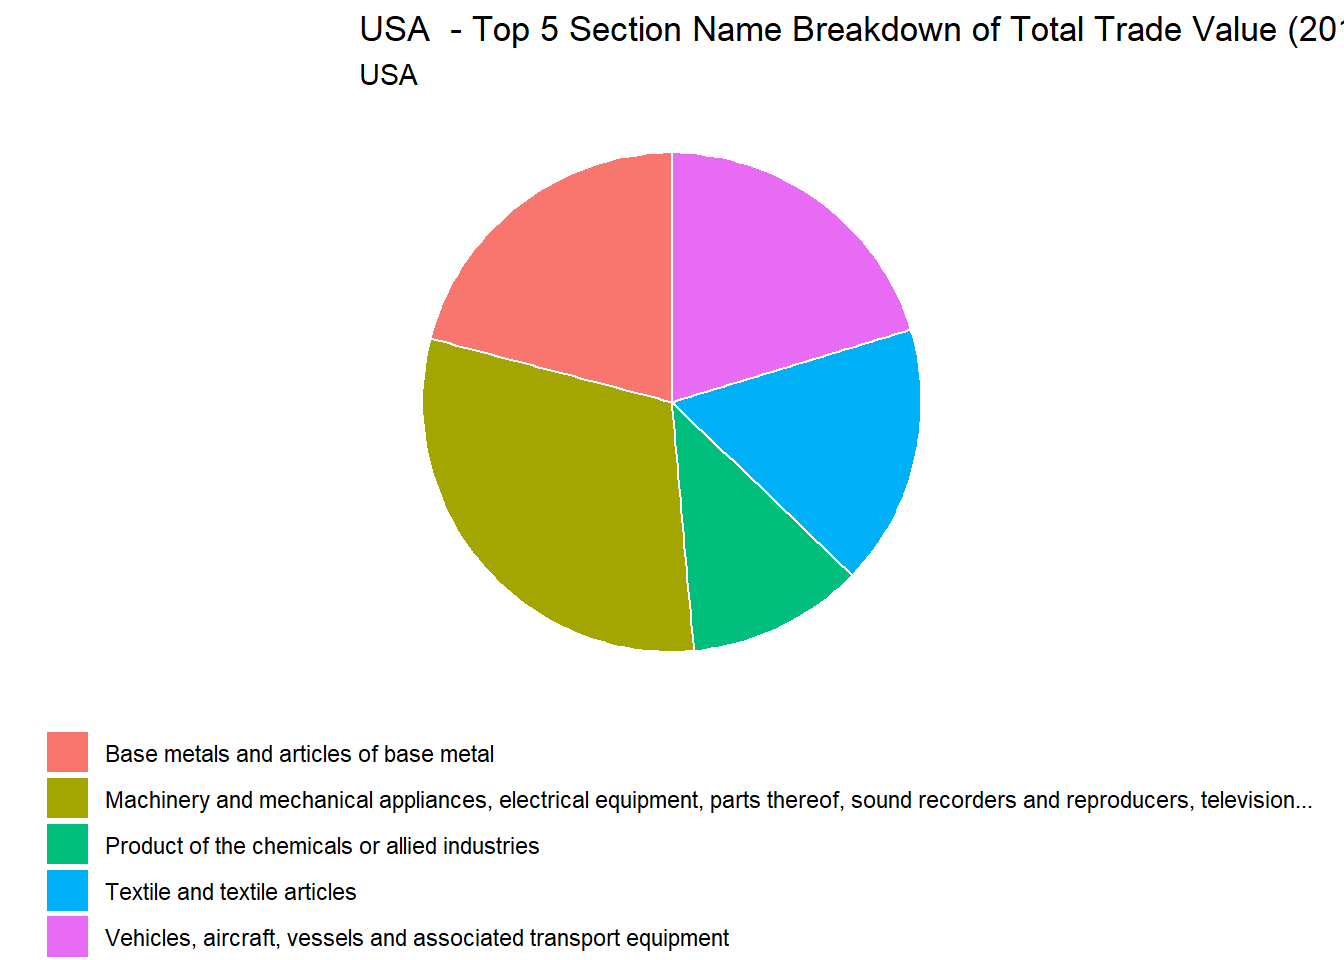 USA  - Top 5 Section Name Breakdown of Total Trade Value (201
USA
Base metals and articles of base metal
Machinery and mechanical appliances, electrical equipment, parts thereof, sound recorders and reproducers, television...
Product of the chemicals or allied industries
Textile and textile articles
Vehicles, aircraft, vessels and associated transport equipment